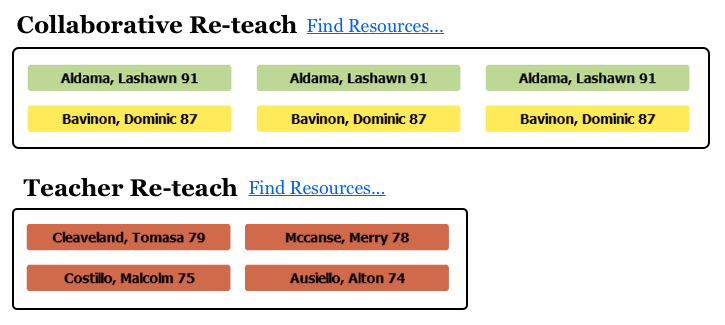 Collaborative Re-teach Find Resources...
Aldama, Lashawn 91 Aldama, Lashawn 91 Aldama, Lashawn 91
Bavinon, Dominic 87 Bavinon, Dominic 87 Bavinon, Dominic 87
Teacher Re-teach Find Resources...
Cleaveland, Tomasa 79 Mccanse, Merry 78
Costillo, Malcolm 75 Ausiello, Alton 74